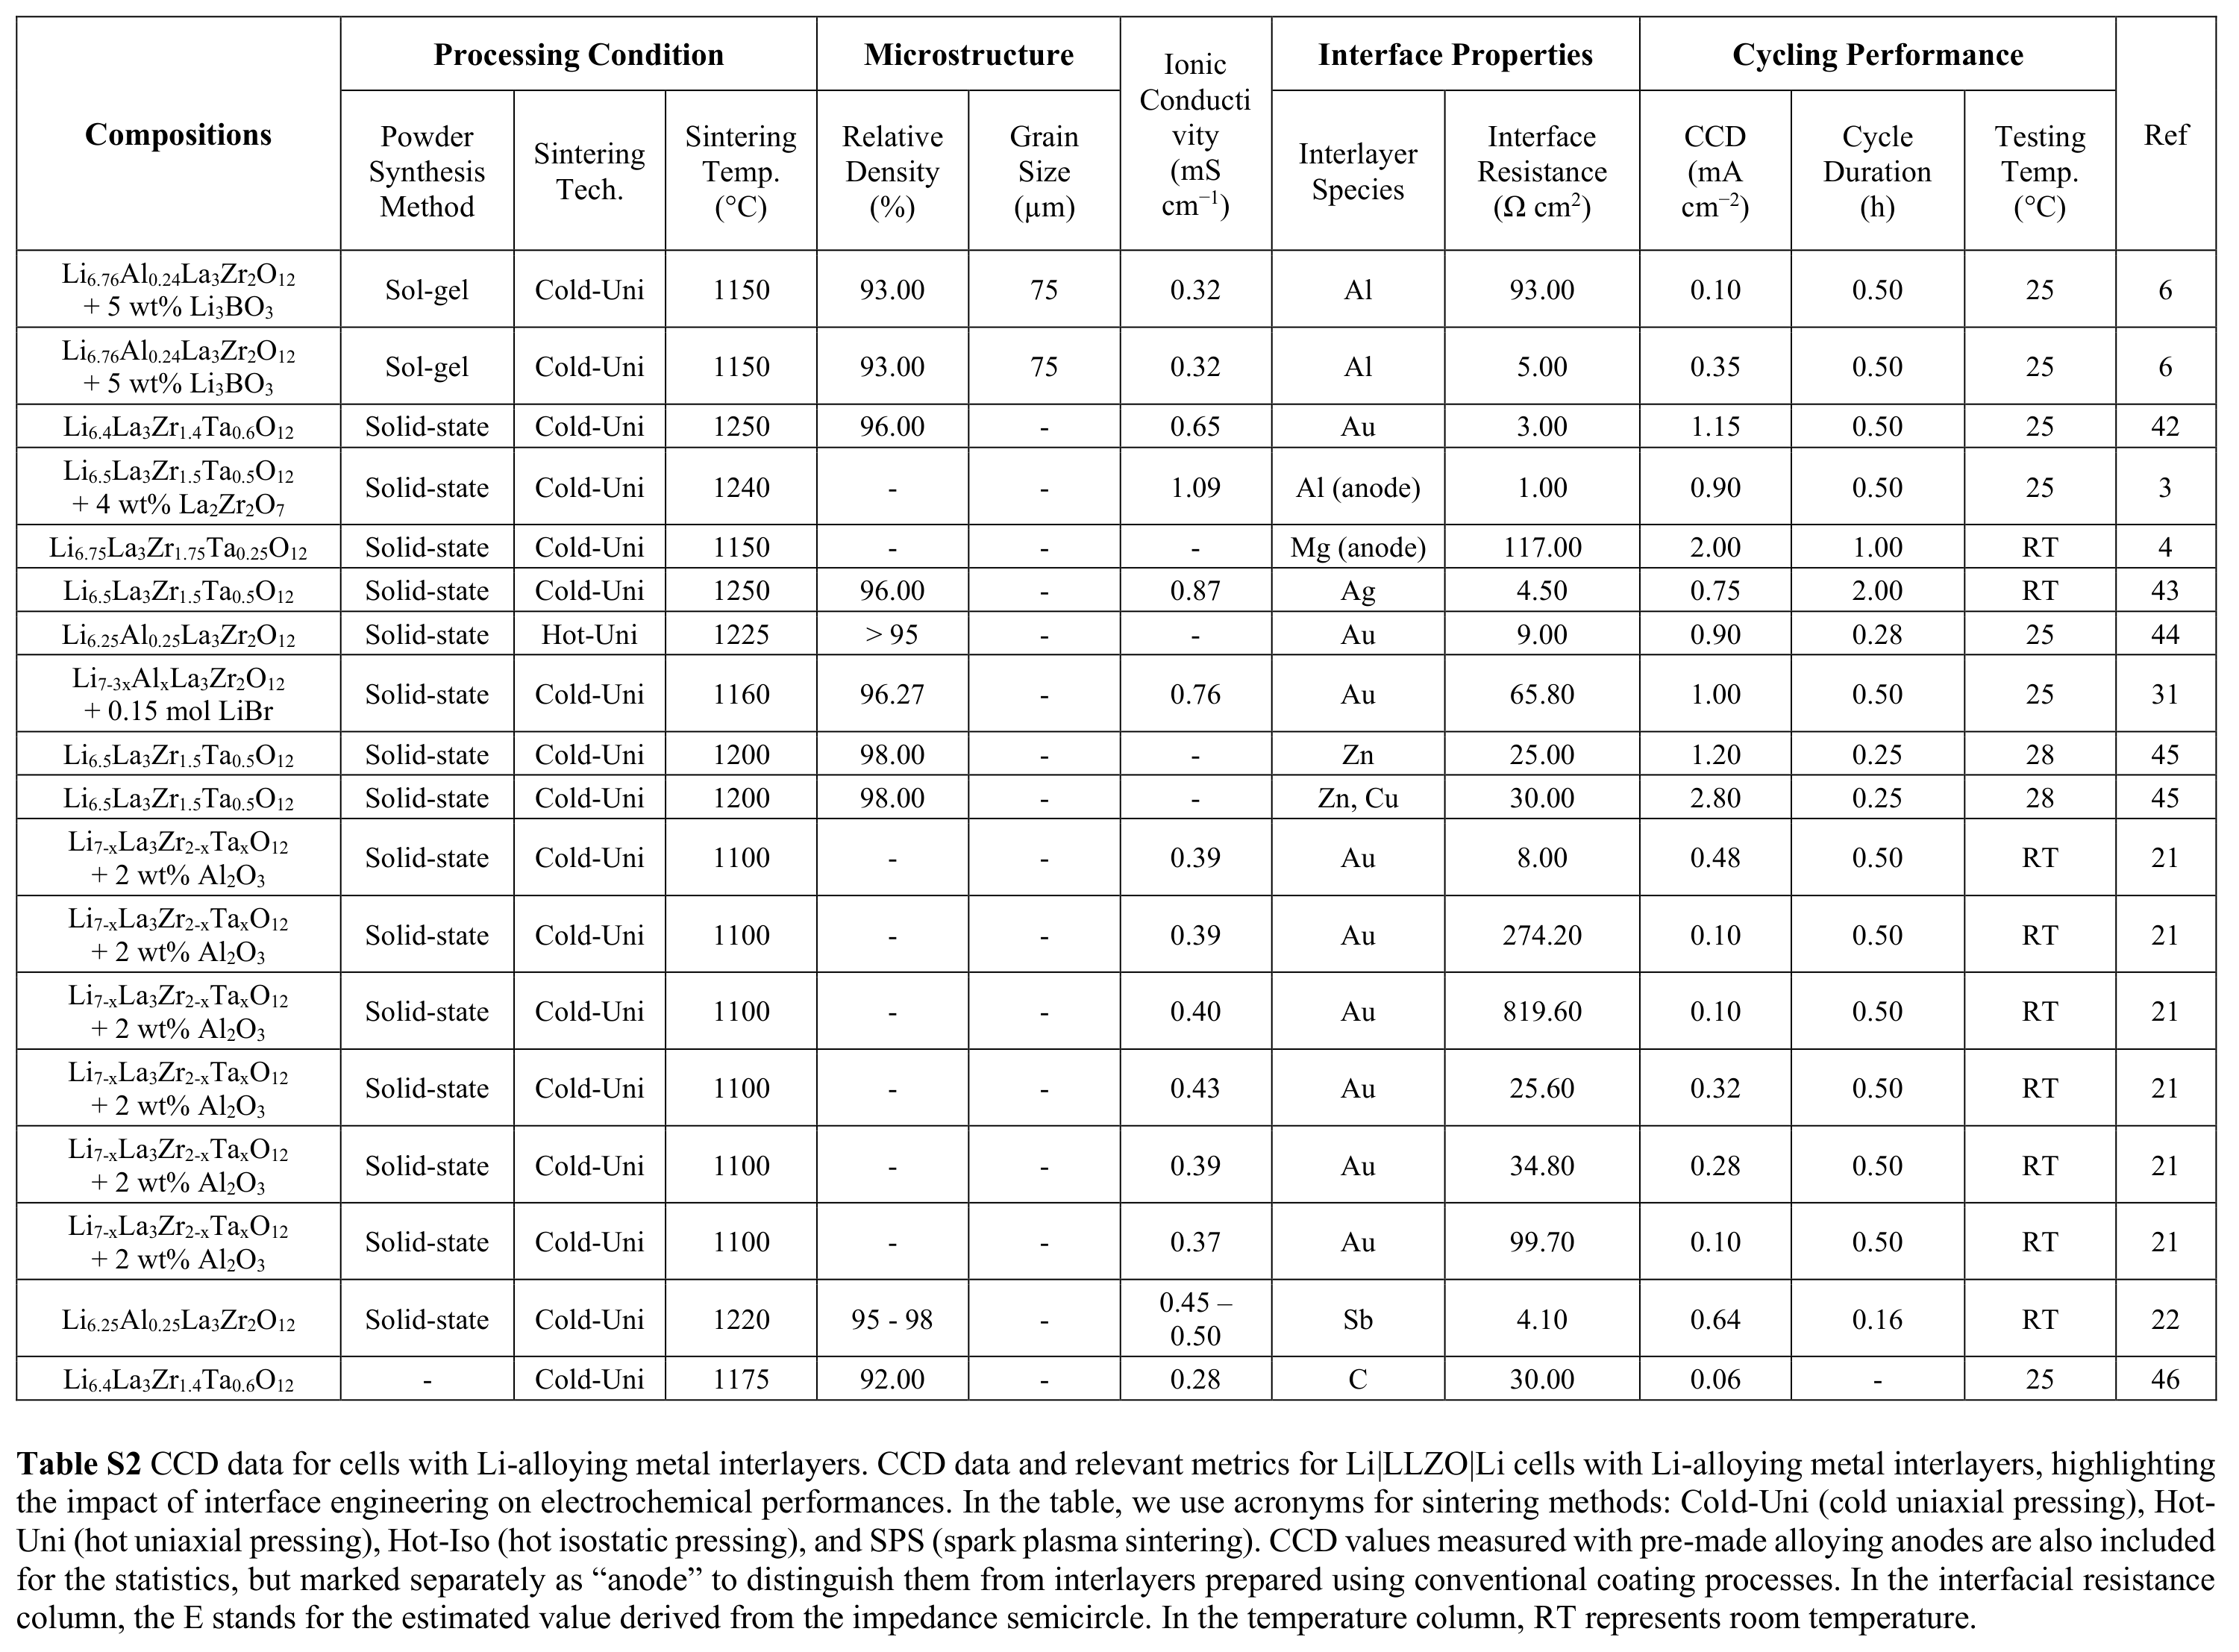 Compositions | Processing Condition | Microstructure | Ionic Conducti vity (mS cm⁻¹) | Interface Properties | Cycling Performance | Ref
Powder Synthesis Method | Sintering Tech. | Sintering Temp. (°C) | Relative Density (%) | Grain Size (µm) | Interlayer Species | Interface Resistance (Ω cm²) | CCD (mA cm⁻²) | Cycle Duration (h) | Testing Temp. (°C)
Li₆.₇₆Al₀.₂₄La₃Zr₂O₁₂ + 5 wt% Li₃BO₃ | Sol-gel | Cold-Uni | 1150 | 93.00 | 75 | 0.32 | Al | 93.00 | 0.10 | 0.50 | 25 | 6
Li₆.₇₆Al₀.₂₄La₃Zr₂O₁₂ + 5 wt% Li₃BO₃ | Sol-gel | Cold-Uni | 1150 | 93.00 | 75 | 0.32 | Al | 5.00 | 0.35 | 0.50 | 25 | 6
Li₆.₄La₃Zr₁.₄Ta₀.₆O₁₂ | Solid-state | Cold-Uni | 1250 | 96.00 | - | 0.65 | Au | 3.00 | 1.15 | 0.50 | 25 | 42
Li₆.₅La₃Zr₁.₅Ta₀.₅O₁₂ + 4 wt% La₂Zr₂O₇ | Solid-state | Cold-Uni | 1240 | - | - | 1.09 | Al (anode) | 1.00 | 0.90 | 0.50 | 25 | 3
Li₆.₇₅La₃Zr₁.₇₅Ta₀.₂₅O₁₂ | Solid-state | Cold-Uni | 1150 | - | - | - | Mg (anode) | 117.00 | 2.00 | 1.00 | RT | 4
Li₆.₅La₃Zr₁.₅Ta₀.₅O₁₂ | Solid-state | Cold-Uni | 1250 | 96.00 | - | 0.87 | Ag | 4.50 | 0.75 | 2.00 | RT | 43
Li₆.₂₅Al₀.₂₅La₃Zr₂O₁₂ | Solid-state | Hot-Uni | 1225 | > 95 | - | - | Au | 9.00 | 0.90 | 0.28 | 25 | 44
Li₇₋₃ₓAlₓLa₃Zr₂O₁₂ + 0.15 mol LiBr | Solid-state | Cold-Uni | 1160 | 96.27 | - | 0.76 | Au | 65.80 | 1.00 | 0.50 | 25 | 31
Li₆.₅La₃Zr₁.₅Ta₀.₅O₁₂ | Solid-state | Cold-Uni | 1200 | 98.00 | - | - | Zn | 25.00 | 1.20 | 0.25 | 28 | 45
Li₆.₅La₃Zr₁.₅Ta₀.₅O₁₂ | Solid-state | Cold-Uni | 1200 | 98.00 | - | - | Zn, Cu | 30.00 | 2.80 | 0.25 | 28 | 45
Li₇₋ₓLa₃Zr₂₋ₓTaₓO₁₂ + 2 wt% Al₂O₃ | Solid-state | Cold-Uni | 1100 | - | - | 0.39 | Au | 8.00 | 0.48 | 0.50 | RT | 21
Li₇₋ₓLa₃Zr₂₋ₓTaₓO₁₂ + 2 wt% Al₂O₃ | Solid-state | Cold-Uni | 1100 | - | - | 0.39 | Au | 274.20 | 0.10 | 0.50 | RT | 21
Li₇₋ₓLa₃Zr₂₋ₓTaₓO₁₂ + 2 wt% Al₂O₃ | Solid-state | Cold-Uni | 1100 | - | - | 0.40 | Au | 819.60 | 0.10 | 0.50 | RT | 21
Li₇₋ₓLa₃Zr₂₋ₓTaₓO₁₂ + 2 wt% Al₂O₃ | Solid-state | Cold-Uni | 1100 | - | - | 0.43 | Au | 25.60 | 0.32 | 0.50 | RT | 21
Li₇₋ₓLa₃Zr₂₋ₓTaₓO₁₂ + 2 wt% Al₂O₃ | Solid-state | Cold-Uni | 1100 | - | - | 0.39 | Au | 34.80 | 0.28 | 0.50 | RT | 21
Li₇₋ₓLa₃Zr₂₋ₓTaₓO₁₂ + 2 wt% Al₂O₃ | Solid-state | Cold-Uni | 1100 | - | - | 0.37 | Au | 99.70 | 0.10 | 0.50 | RT | 21
Li₆.₂₅Al₀.₂₅La₃Zr₂O₁₂ | Solid-state | Cold-Uni | 1220 | 95 - 98 | - | 0.45 – 0.50 | Sb | 4.10 | 0.64 | 0.16 | RT | 22
Li₆.₄La₃Zr₁.₄Ta₀.₆O₁₂ | - | Cold-Uni | 1175 | 92.00 | - | 0.28 | C | 30.00 | 0.06 | - | 25 | 46
Table S2 CCD data for cells with Li-alloying metal interlayers. CCD data and relevant metrics for Li|LLZO|Li cells with Li-alloying metal interlayers, highlighting
the impact of interface engineering on electrochemical performances. In the table, we use acronyms for sintering methods: Cold-Uni (cold uniaxial pressing), Hot-
Uni (hot uniaxial pressing), Hot-Iso (hot isostatic pressing), and SPS (spark plasma sintering). CCD values measured with pre-made alloying anodes are also included
for the statistics, but marked separately as “anode” to distinguish them from interlayers prepared using conventional coating processes. In the interfacial resistance
column, the E stands for the estimated value derived from the impedance semicircle. In the temperature column, RT represents room temperature.